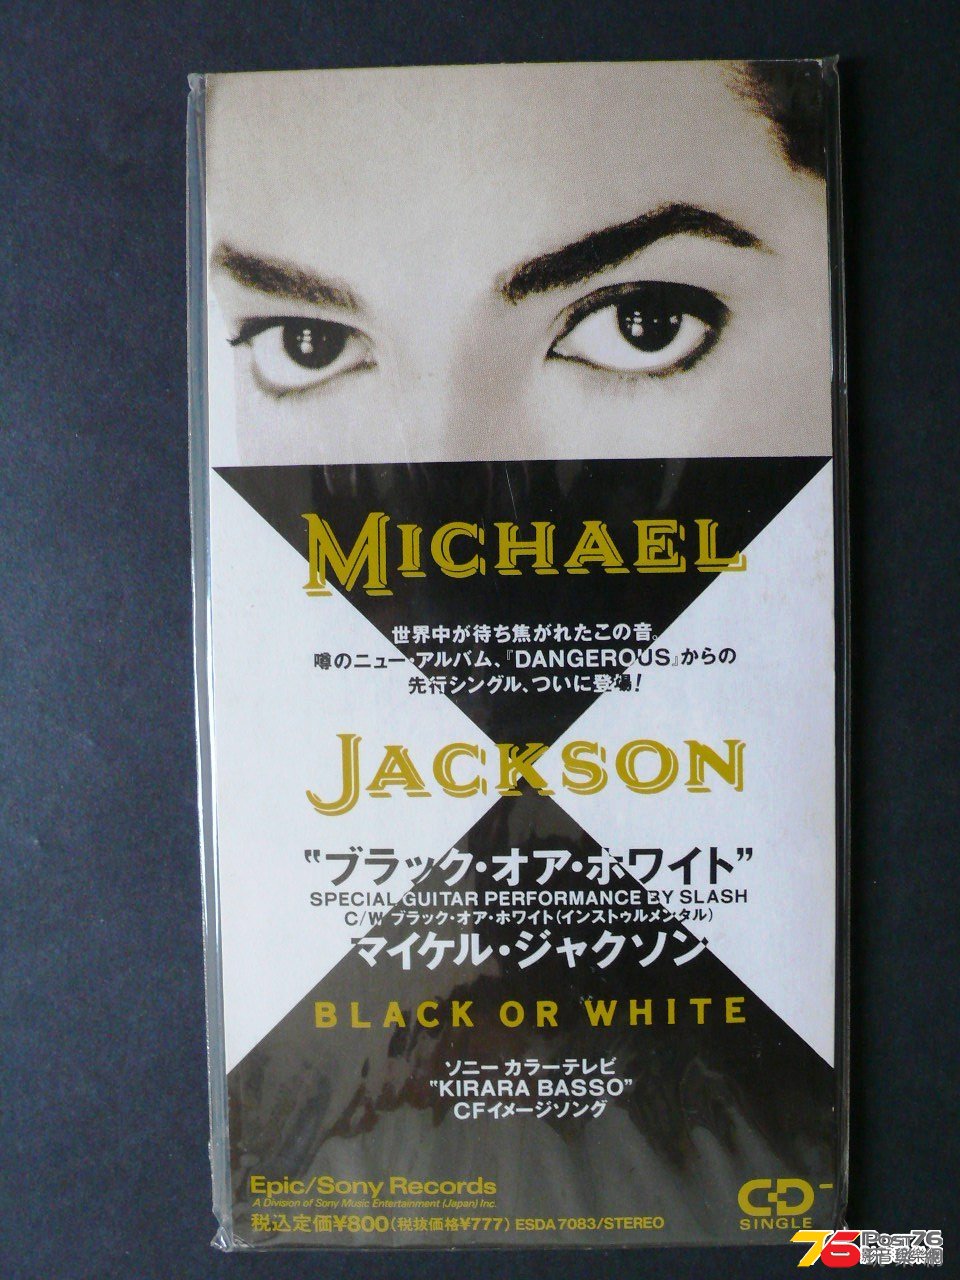 MICHAEL
世界中が待ち焦がれたこの音。
噂のニュー・アルバム、『DANGEROUS』からの
先行シングル、ついに登場!
JACKSON
“ブラック・オア・ホワイト”
SPECIAL GUITAR PERFORMANCE BY SLASH
C/W ブラック・オア・ホワイト(インストゥルメンタル)
マイケル・ジャクソン
BLACK OR WHITE
ソニー カラーテレビ
“KIRARA BASSO”
CFイメージソング
Epic/Sony Records
A Division of Sony Music Entertainment (Japan) Inc.
税込定価¥800(税抜価格¥777) ESDA 7083/STEREO
CD
SINGLE
76 Post76
影音娛樂網